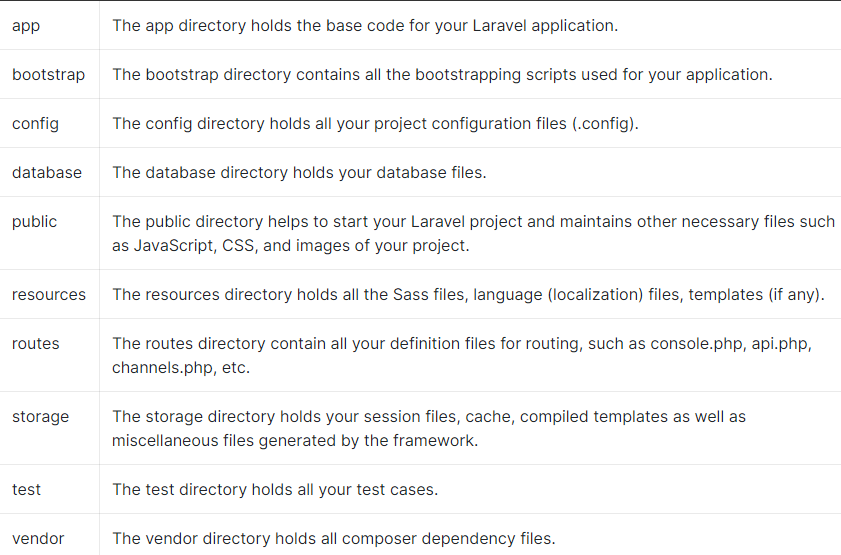 app The app directory holds the base code for your Laravel application.
bootstrap The bootstrap directory contains all the bootstrapping scripts used for your application.
config The config directory holds all your project configuration files (.config).
database The database directory holds your database files.
public The public directory helps to start your Laravel project and maintains other necessary files such
as JavaScript, CSS, and images of your project.
resources The resources directory holds all the Sass files, language (localization) files, templates (if any).
routes The routes directory contain all your definition files for routing, such as console.php, api.php,
channels.php, etc.
storage The storage directory holds your session files, cache, compiled templates as well as
miscellaneous files generated by the framework.
test The test directory holds all your test cases.
vendor The vendor directory holds all composer dependency files.